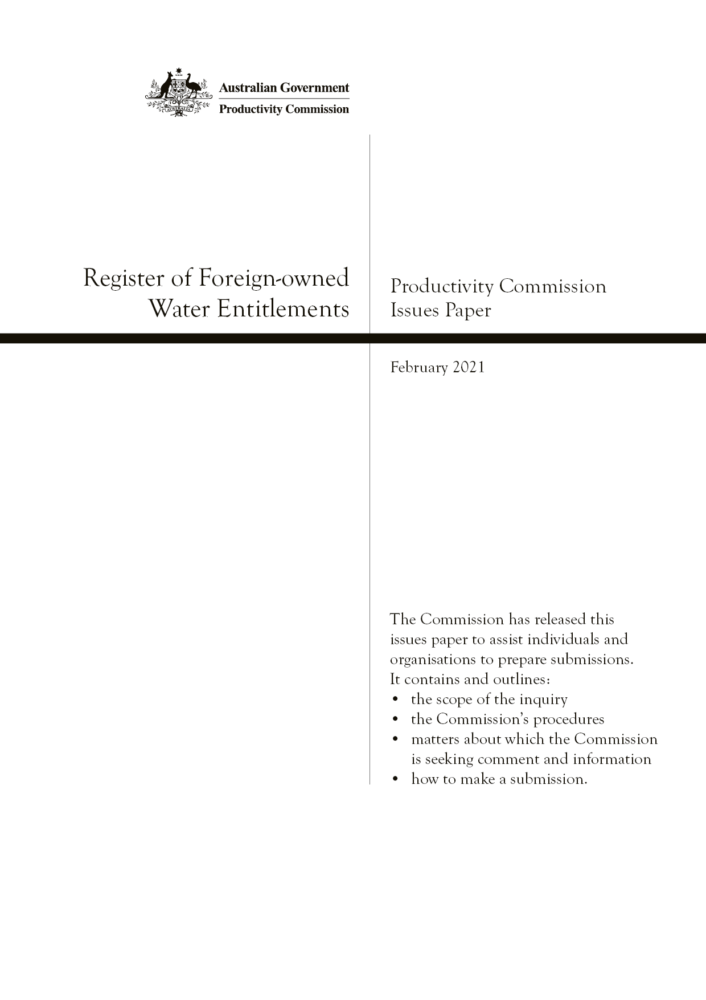 AUSTRALIA
Australian Government
Productivity Commission
Register of Foreign-owned
Water Entitlements
Productivity Commission
Issues Paper
February 2021
The Commission has released this
issues paper to assist individuals and
organisations to prepare submissions.
It contains and outlines:
• the scope of the inquiry
• the Commission’s procedures
• matters about which the Commission
is seeking comment and information
• how to make a submission.